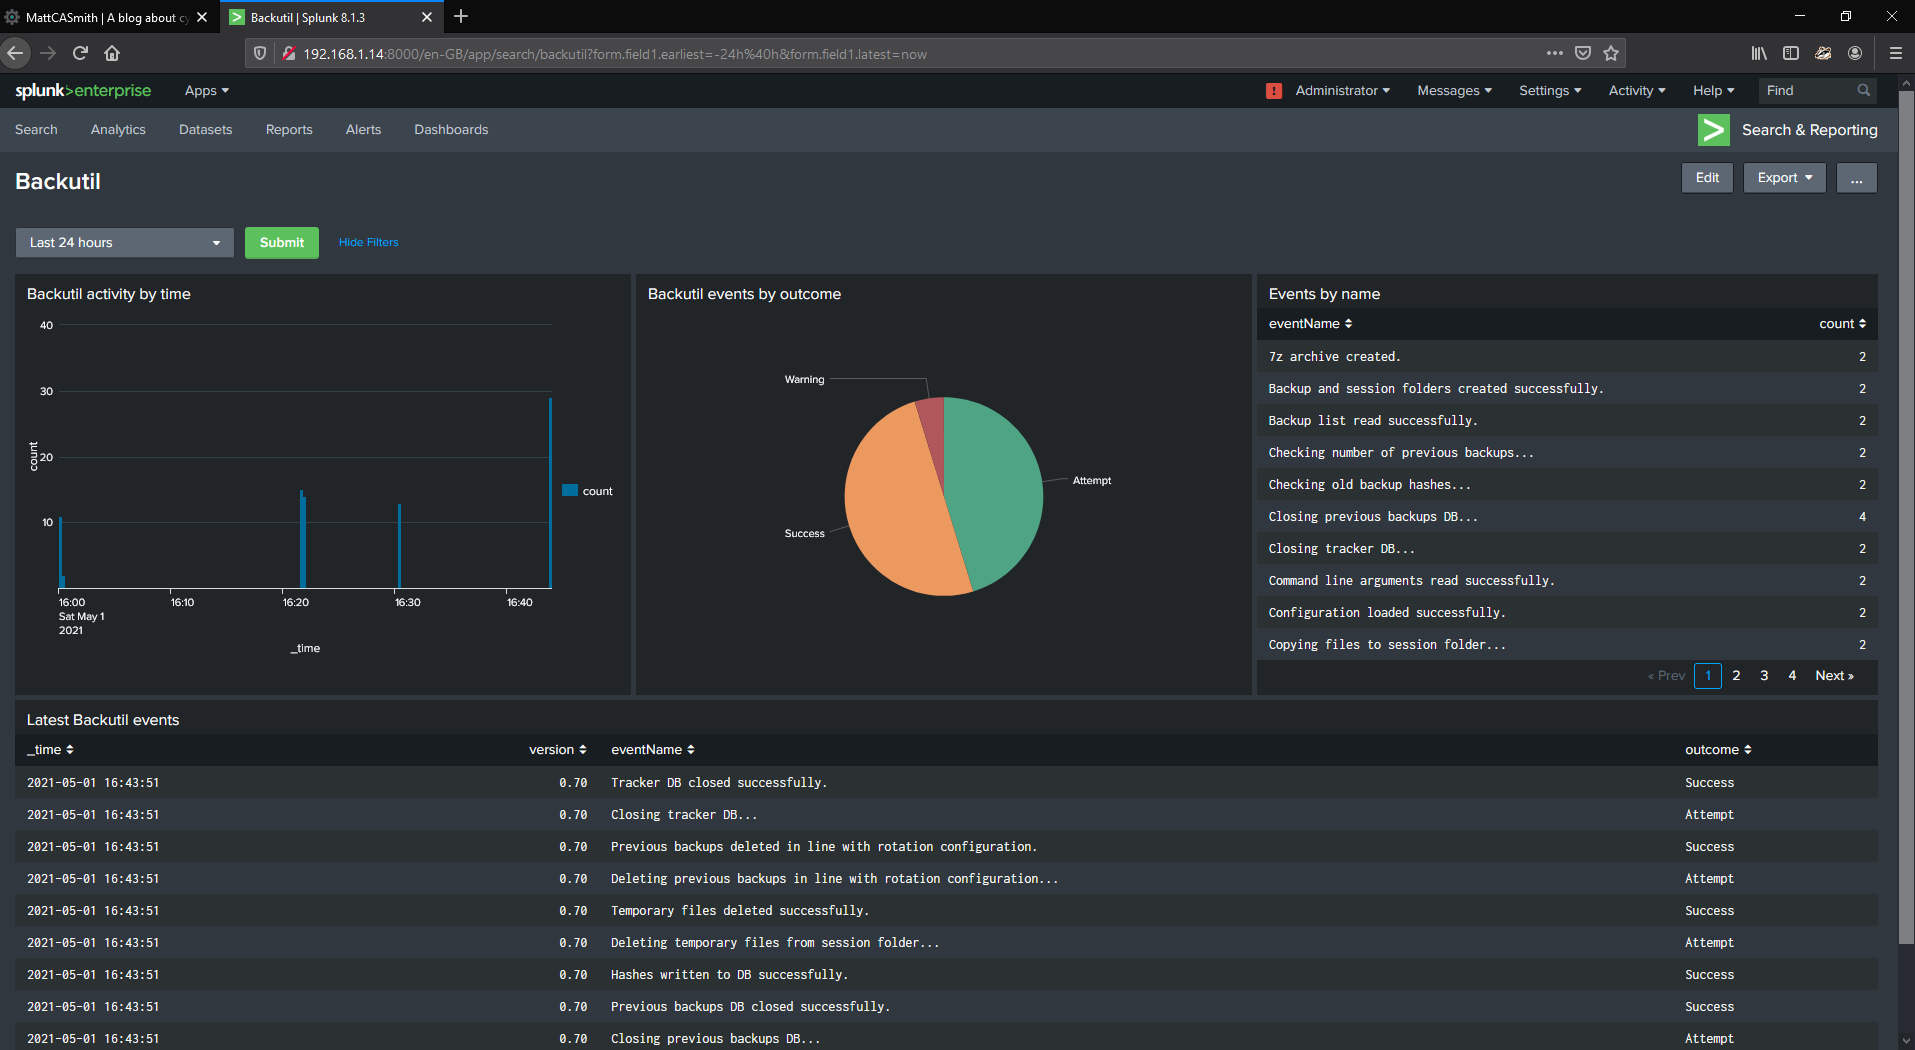 MattCASmith | A blog about cy
Backutil | Splunk 8.1.3
192.168.1.14:8000/en-GB/app/search/backutil?form.field1.earliest=-24h%40h&form.field1.latest=now
splunk>enterprise Apps ! Administrator Messages Settings Activity Help Find
Search Analytics Datasets Reports Alerts Dashboards > Search & Reporting
Backutil Edit Export ...
Last 24 hours Submit Hide Filters
Backutil activity by time
40
30
20
10
count
16:00 16:10 16:20 16:30 16:40
Sat May 1
2021
_time
count
Backutil events by outcome
Warning
Attempt
Success
Events by name
eventName count
7z archive created. 2
Backup and session folders created successfully. 2
Backup list read successfully. 2
Checking number of previous backups... 2
Checking old backup hashes... 2
Closing previous backups DB... 4
Closing tracker DB... 2
Command line arguments read successfully. 2
Configuration loaded successfully. 2
Copying files to session folder... 2
« Prev 1 2 3 4 Next »
Latest Backutil events
_time version eventName outcome
2021-05-01 16:43:51 0.70 Tracker DB closed successfully. Success
2021-05-01 16:43:51 0.70 Closing tracker DB... Attempt
2021-05-01 16:43:51 0.70 Previous backups deleted in line with rotation configuration. Success
2021-05-01 16:43:51 0.70 Deleting previous backups in line with rotation configuration... Attempt
2021-05-01 16:43:51 0.70 Temporary files deleted successfully. Success
2021-05-01 16:43:51 0.70 Deleting temporary files from session folder... Attempt
2021-05-01 16:43:51 0.70 Hashes written to DB successfully. Success
2021-05-01 16:43:51 0.70 Previous backups DB closed successfully. Success
2021-05-01 16:43:51 0.70 Closing previous backups DB... Attempt